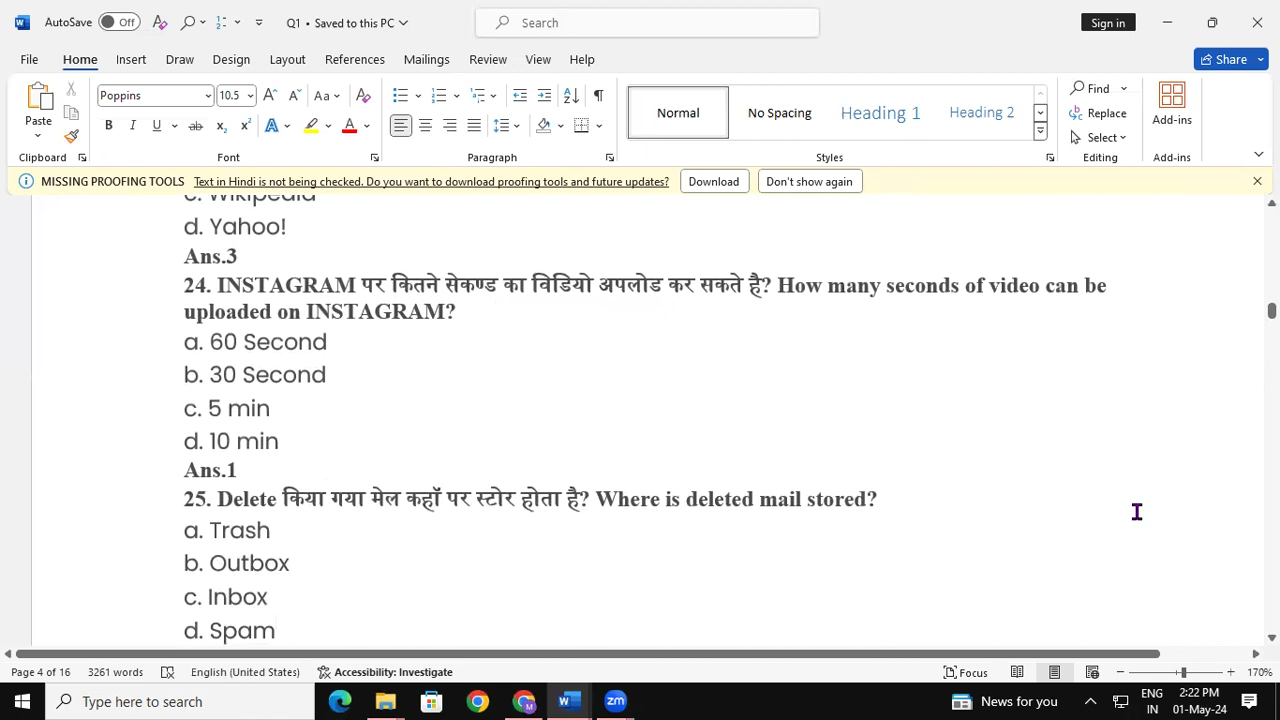 AutoSave Off Q1 • Saved to this PC Search Sign in
File Home Insert Draw Design Layout References Mailings Review View Help Share
Paste Poppins 10.5 Aa Normal No Spacing Heading 1 Heading 2 Find Replace Select Add-ins
B I U ab x₂ x² A A
Clipboard Font Paragraph Styles Editing Add-ins
MISSING PROOFING TOOLS Text in Hindi is not being checked. Do you want to download proofing tools and future updates? Download Don't show again
c. Wikipedia
d. Yahoo!
Ans.3
24. INSTAGRAM पर कितने सेकण्ड का विडियो अपलोड कर सकते है? How many seconds of video can be
uploaded on INSTAGRAM?
a. 60 Second
b. 30 Second
c. 5 min
d. 10 min
Ans.1
25. Delete किया गया मेल कहाॅ पर स्टोर होता है? Where is deleted mail stored?
a. Trash
b. Outbox
c. Inbox
d. Spam
Page 4 of 16 3261 words English (United States) Accessibility: Investigate Focus 170%
Type here to search zm News for you ENG IN 2:22 PM 01-May-24